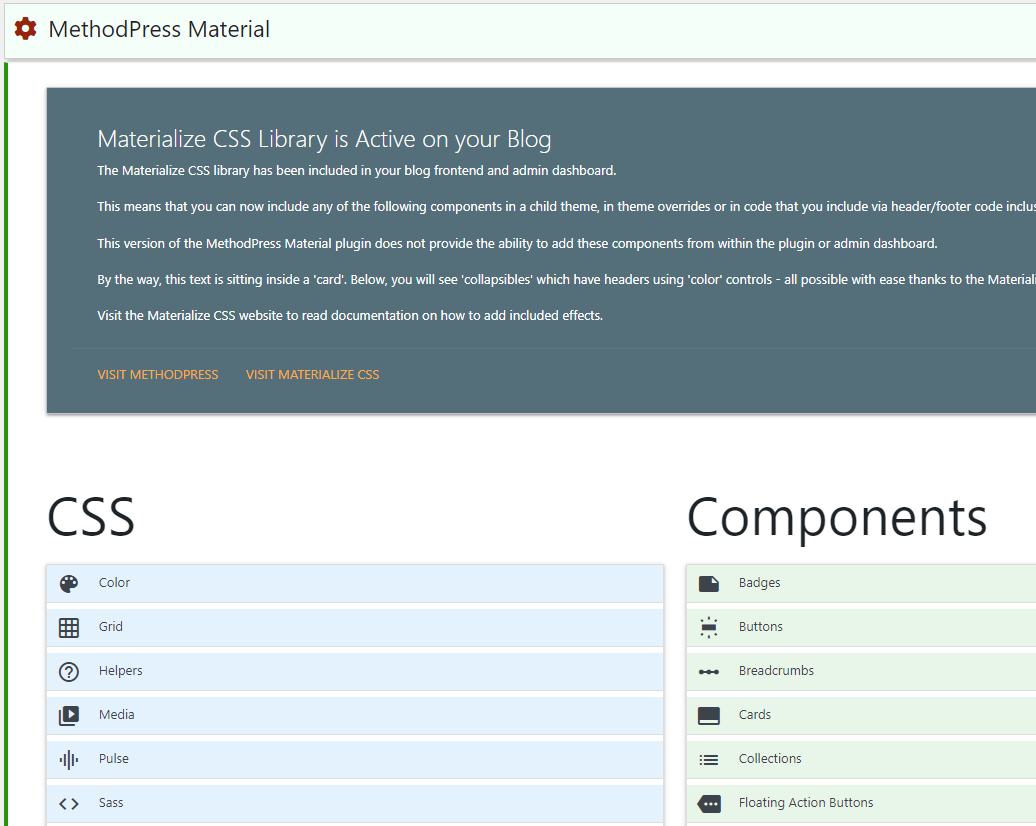 MethodPress Material
Materialize CSS Library is Active on your Blog
The Materialize CSS library has been included in your blog frontend and admin dashboard.
This means that you can now include any of the following components in a child theme, in theme overrides or in code that you include via header/footer code
This version of the MethodPress Material plugin does not provide the ability to add these components from within the plugin or admin dashboard.
By the way, this text is sitting inside a 'card'. Below, you will see 'collapsibles' which have headers using 'color' controls - all possible with ease thanks to the
Visit the Materialize CSS website to read documentation on how to add included effects.
VISIT METHODPRESS VISIT MATERIALIZE CSS
CSS
Color
Grid
Helpers
Media
Pulse
Sass
Components
Badges
Buttons
Breadcrumbs
Cards
Collections
Floating Action Buttons